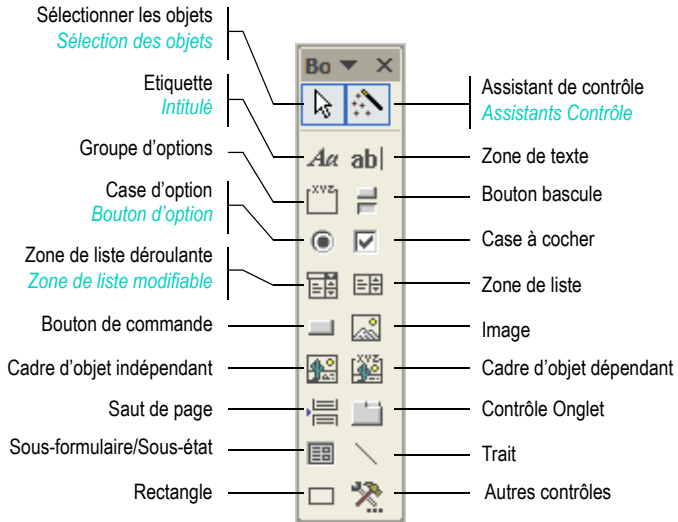 Sélectionner les objets
Sélection des objets
Bo
Etiquette
Intitulé
Assistant de contrôle
Assistants Contrôle
Groupe d'options
Aa ab|
Zone de texte
Case d'option
Bouton d'option
XYZ
Bouton bascule
Case à cocher
Zone de liste déroulante
Zone de liste modifiable
Zone de liste
Bouton de commande
Image
Cadre d'objet indépendant
XYZ
Cadre d'objet dépendant
Saut de page
Contrôle Onglet
Sous-formulaire/Sous-état
Trait
Rectangle
Autres contrôles